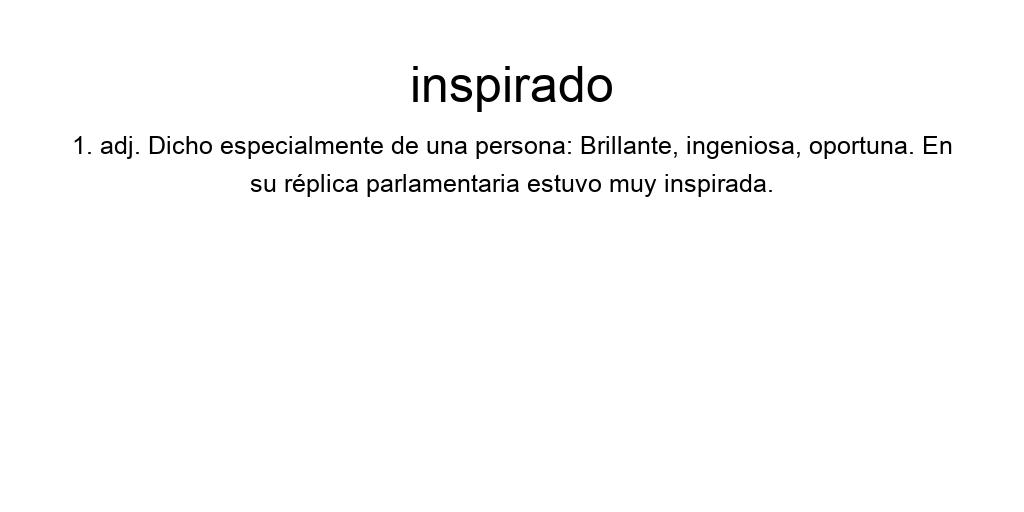 inspirado
1. adj. Dicho especialmente de una persona: Brillante, ingeniosa, oportuna. En
su réplica parlamentaria estuvo muy inspirada.